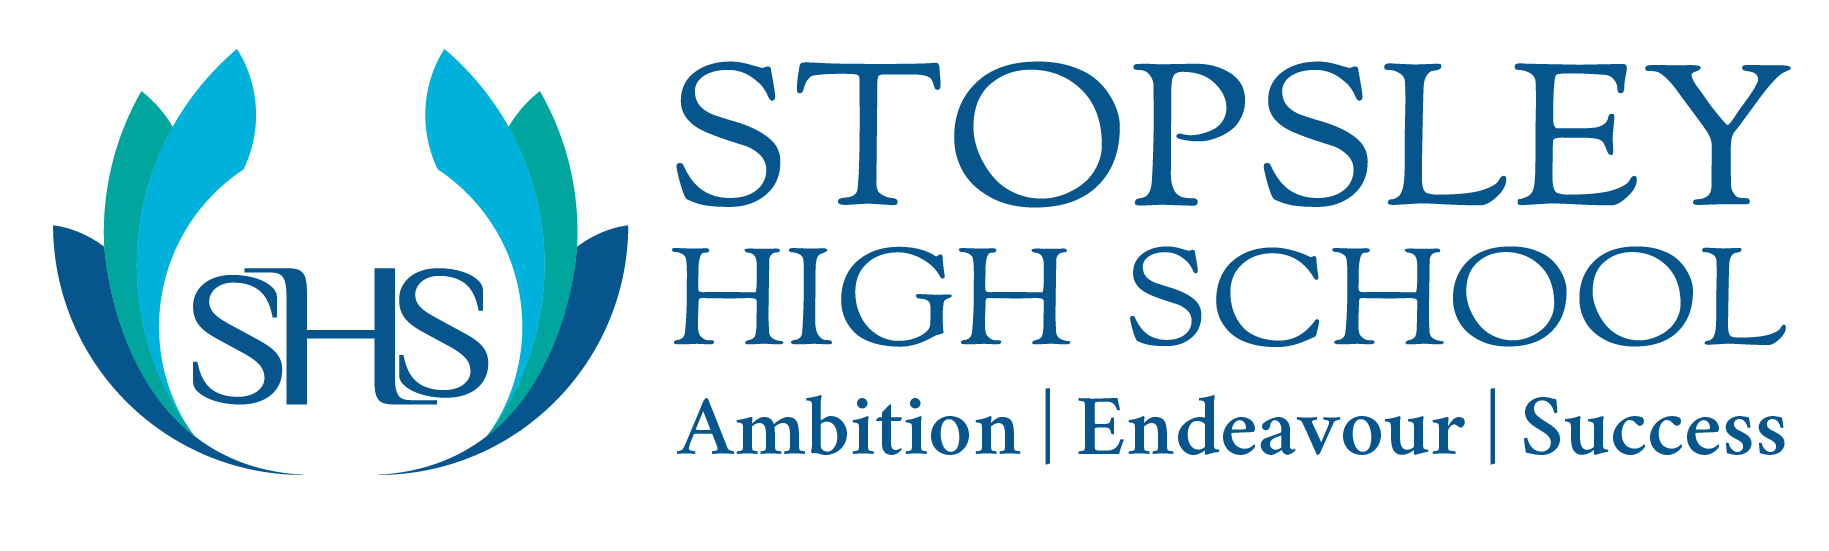 SHS
STOPSLEY
HIGH SCHOOL
Ambition | Endeavour | Success